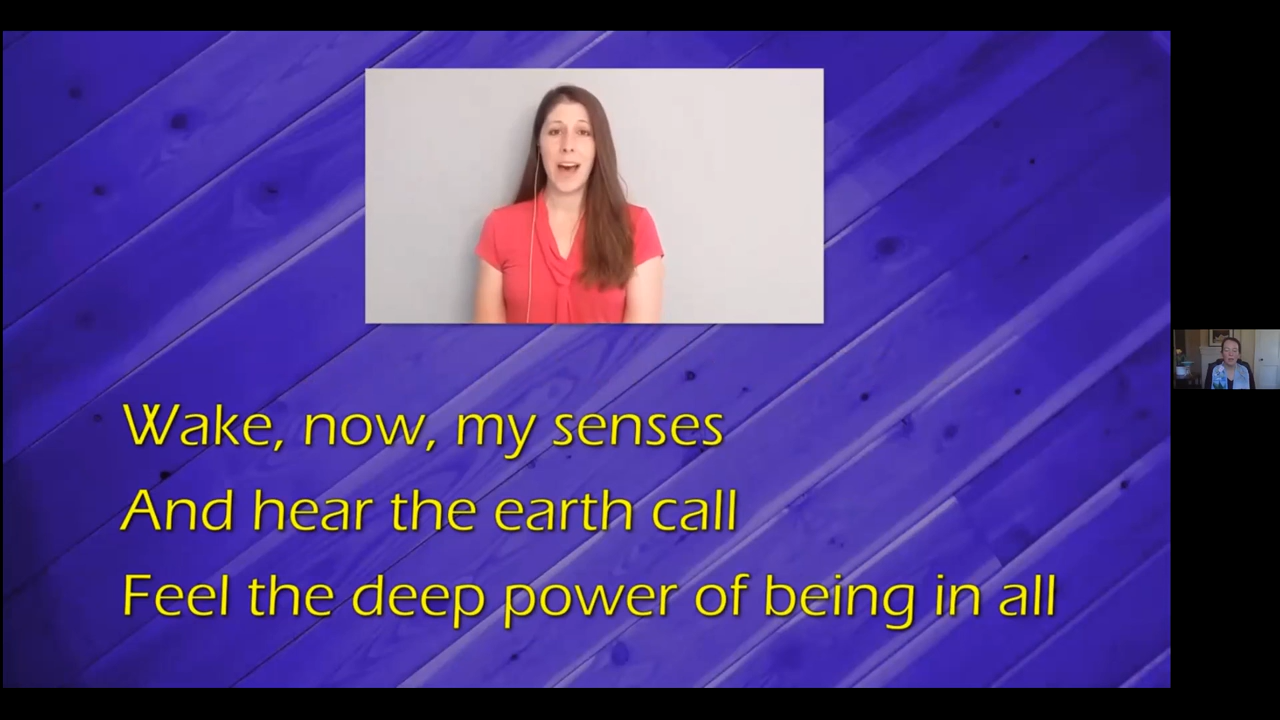 Wake, now, my senses
And hear the earth call
Feel the deep power of being in all